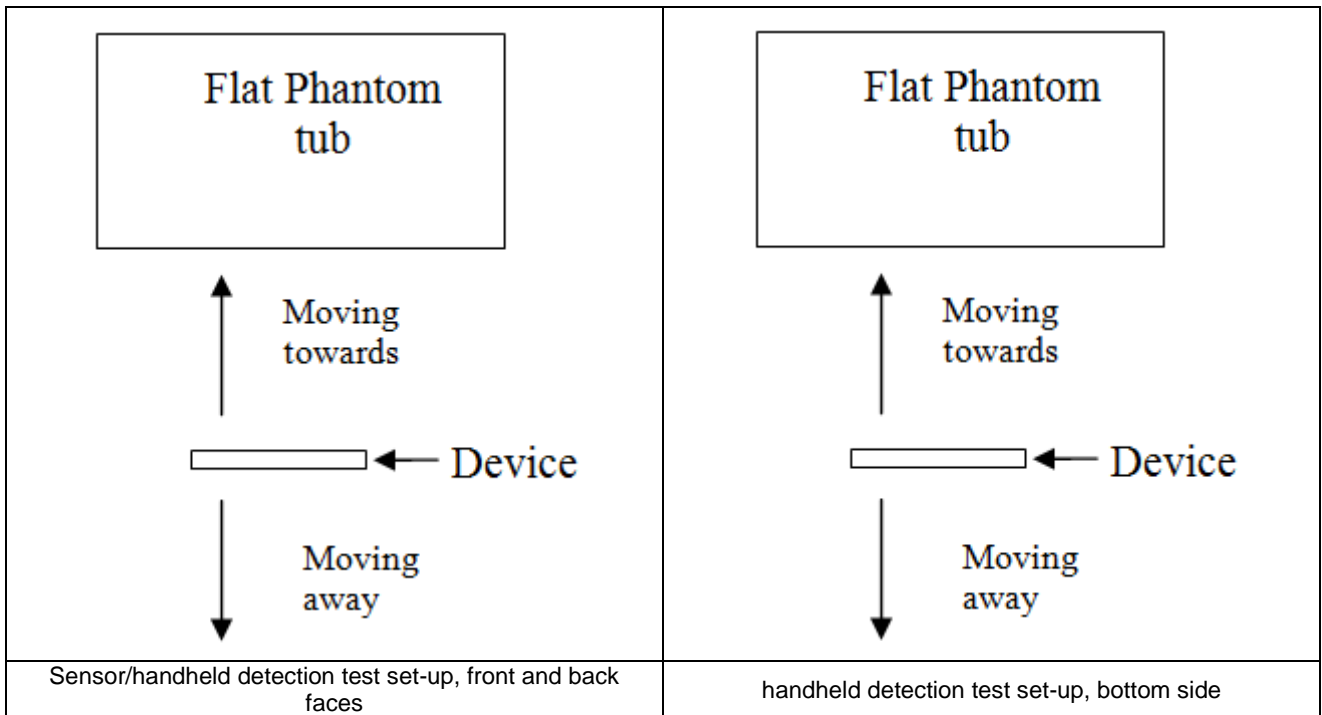 Flat Phantom
tub
Moving
towards
Device
Moving
away
Sensor/handheld detection test set-up, front and back
faces
Flat Phantom
tub
Moving
towards
Device
Moving
away
handheld detection test set-up, bottom side